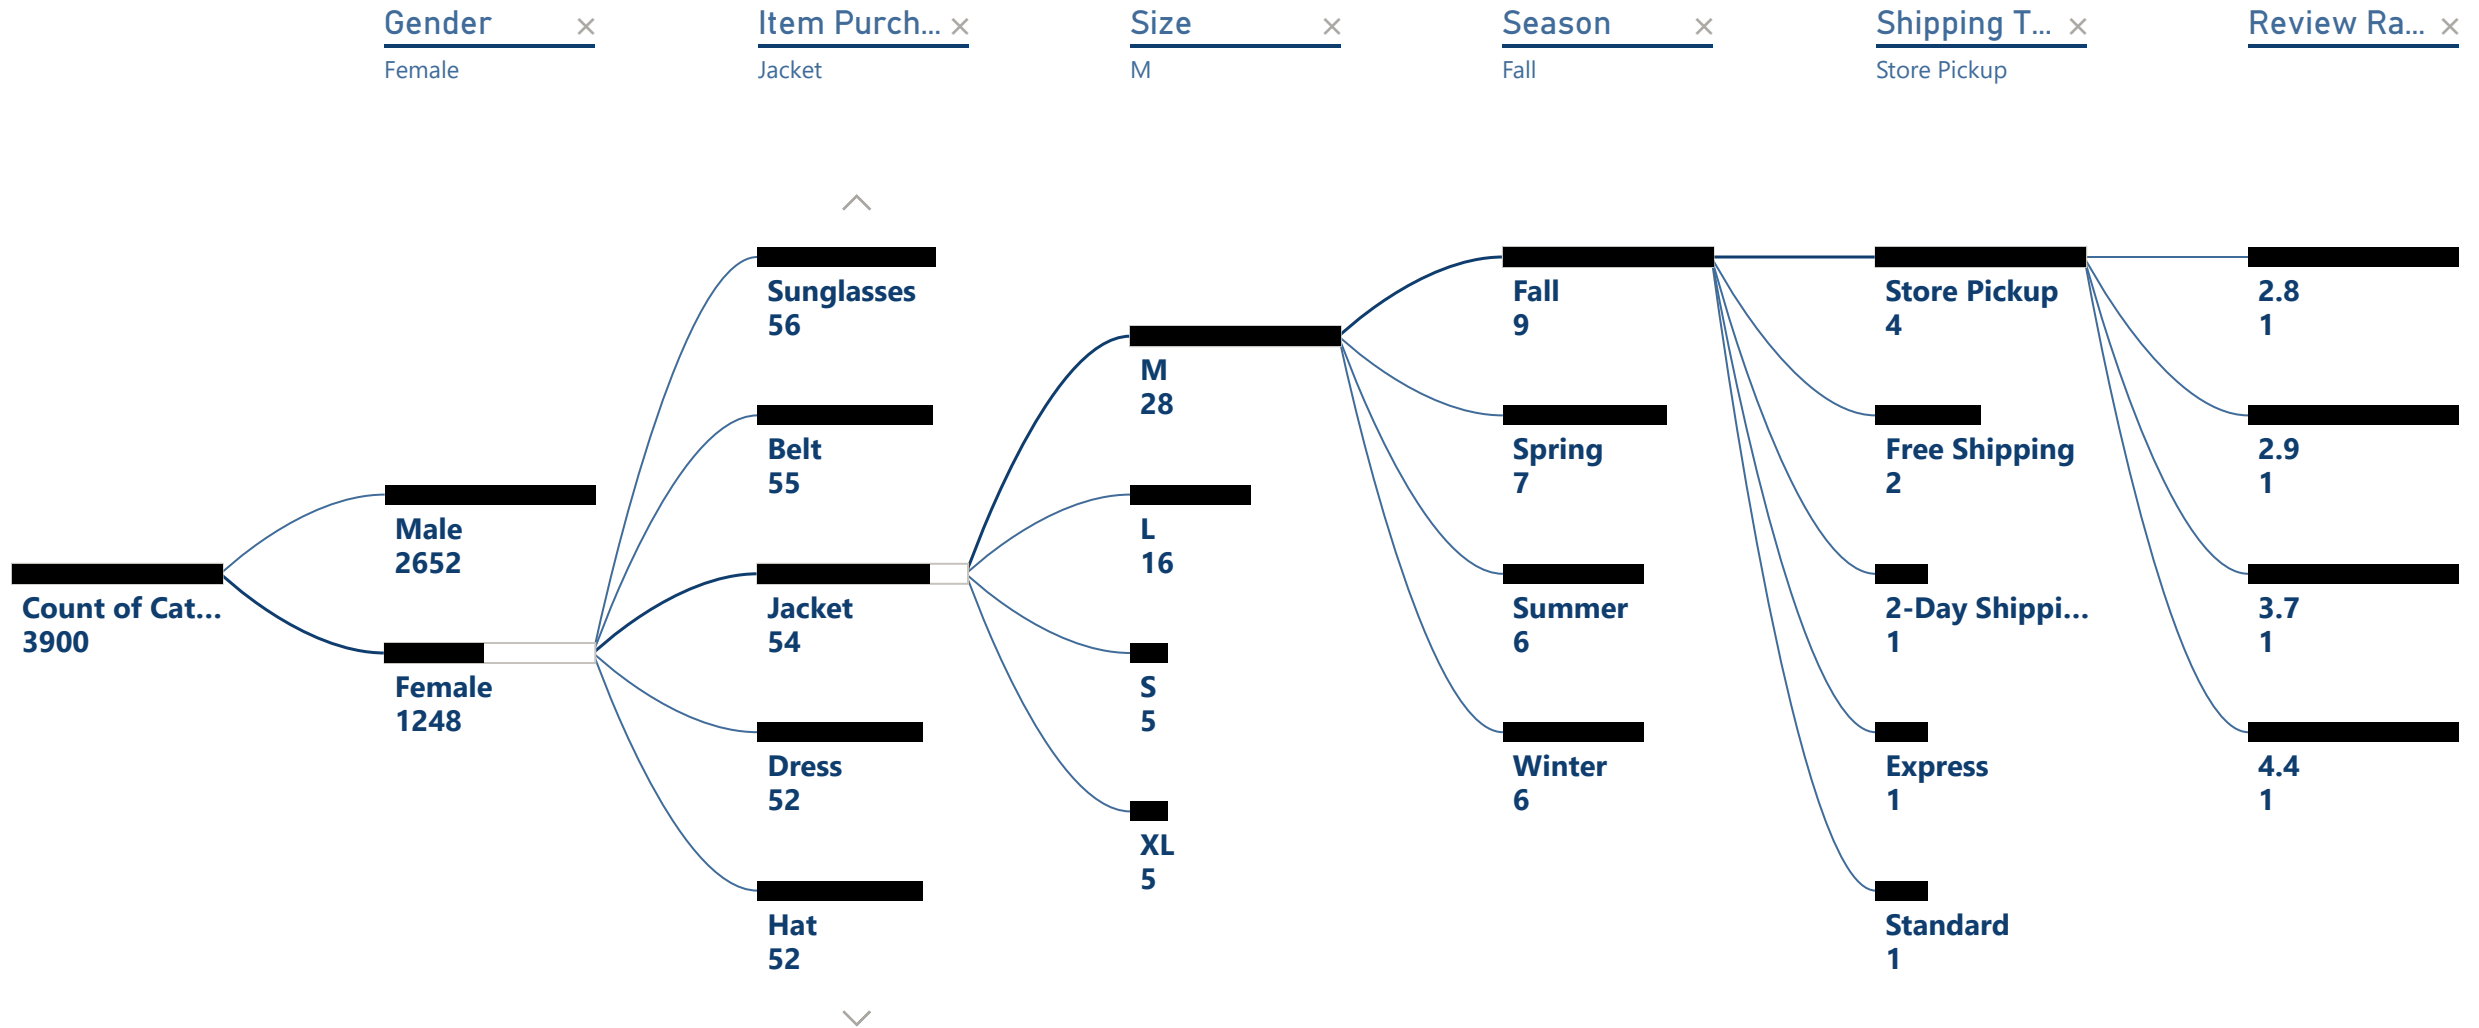 Gender
Female
Item Purch...
Jacket
Size
M
Season
Fall
Shipping T...
Store Pickup
Review Ra...
Count of Cat...
3900
Male
2652
Female
1248
Sunglasses
56
Belt
55
Jacket
54
Dress
52
Hat
52
M
28
L
16
S
5
XL
5
Fall
9
Spring
7
Summer
6
Winter
6
Store Pickup
4
Free Shipping
2
2-Day Shippi...
1
Express
1
Standard
1
2.8
1
2.9
1
3.7
1
4.4
1